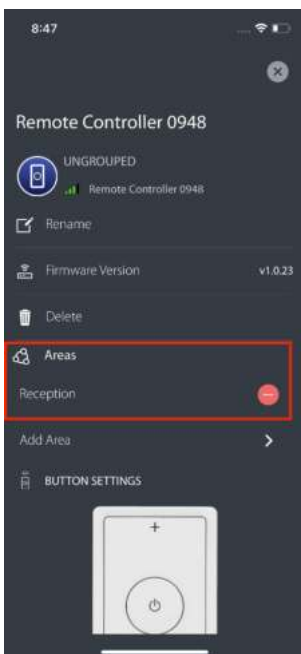 8:47
Remote Controller 0948
UNGROUPED
Remote Controller 0948
Rename
Firmware Version v1.0.23
Delete
Areas
Reception
Add Area
BUTTON SETTINGS
+